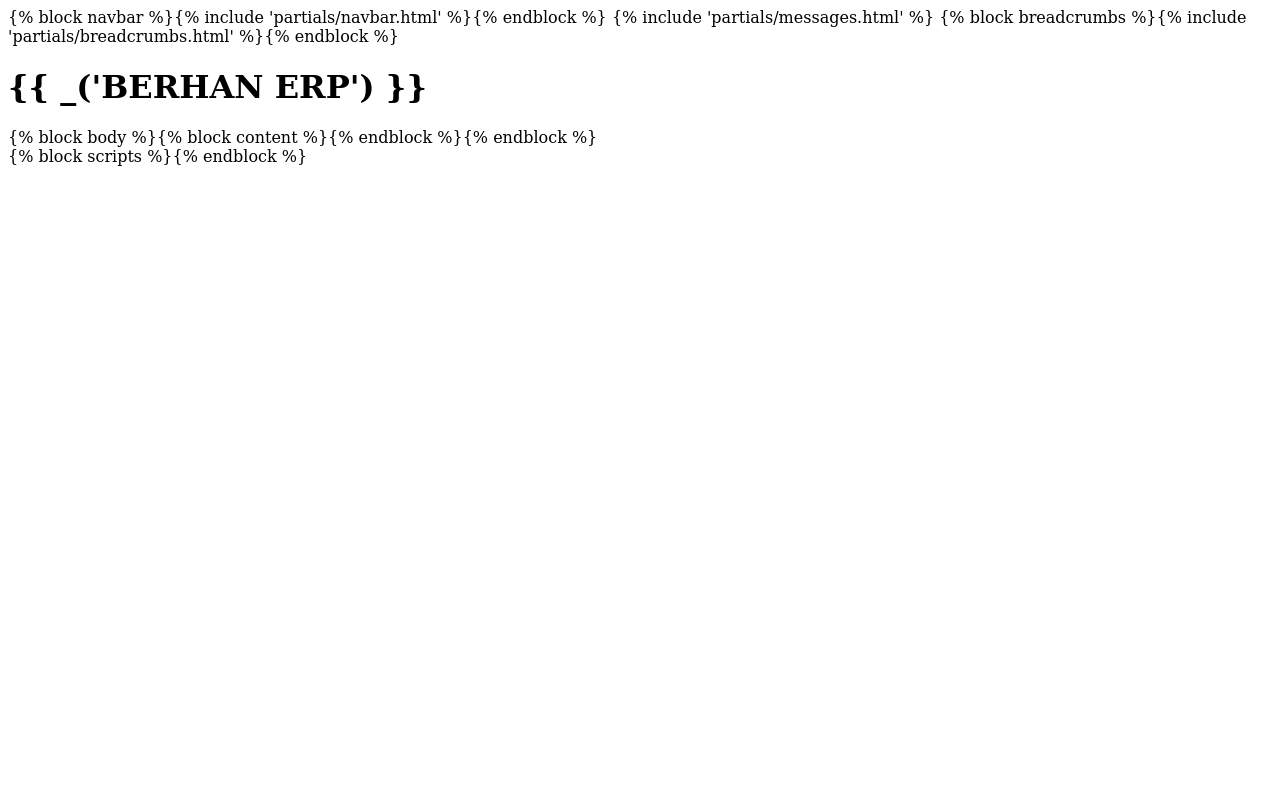 {% block navbar %}{% include 'partials/navbar.html' %}{% endblock %} {% include 'partials/messages.html' %} {% block breadcrumbs %}{% include
'partials/breadcrumbs.html' %}{% endblock %}
{{ _('BERHAN ERP') }}
{% block body %}{% block content %}{% endblock %}{% endblock %}
{% block scripts %}{% endblock %}